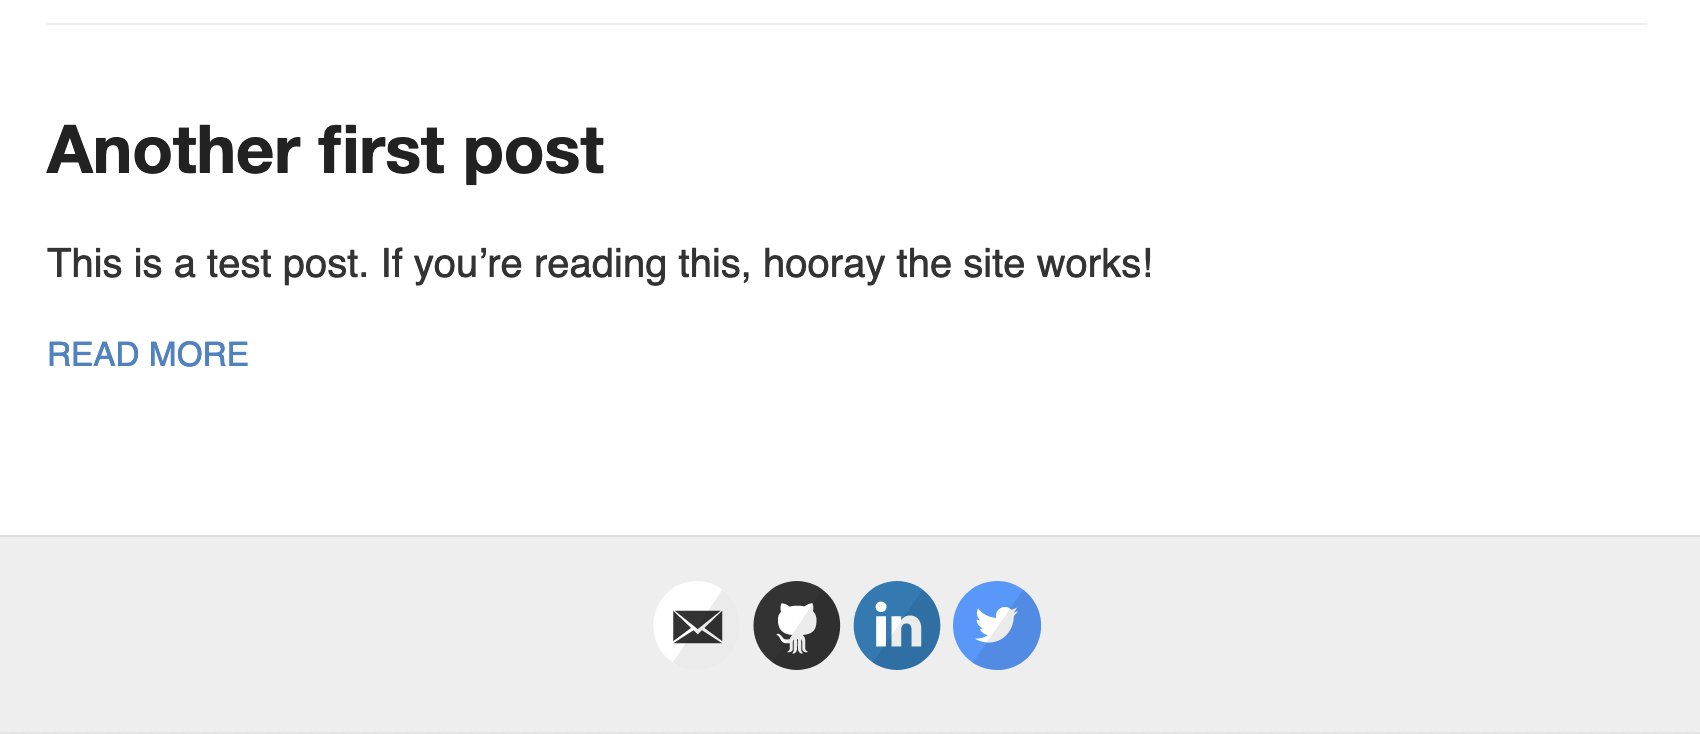 Another first post
This is a test post. If you’re reading this, hooray the site works!
READ MORE
in